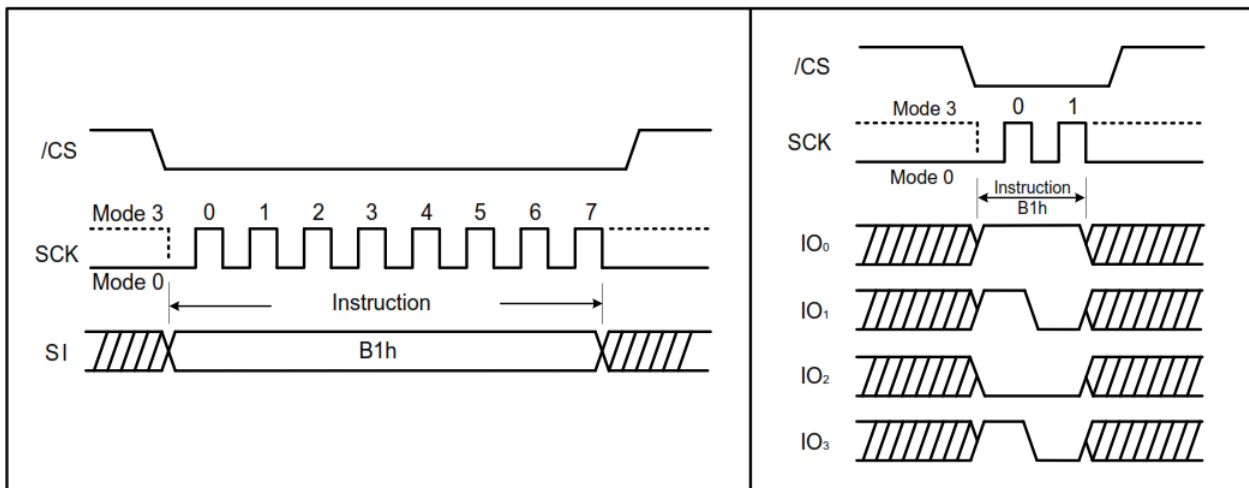 /CS
Mode 3 0 1 2 3 4 5 6 7
SCK
Mode 0
Instruction
SI B1h
/CS
Mode 3 0 1
SCK
Mode 0
Instruction
B1h
IO₀
IO₁
IO₂
IO₃